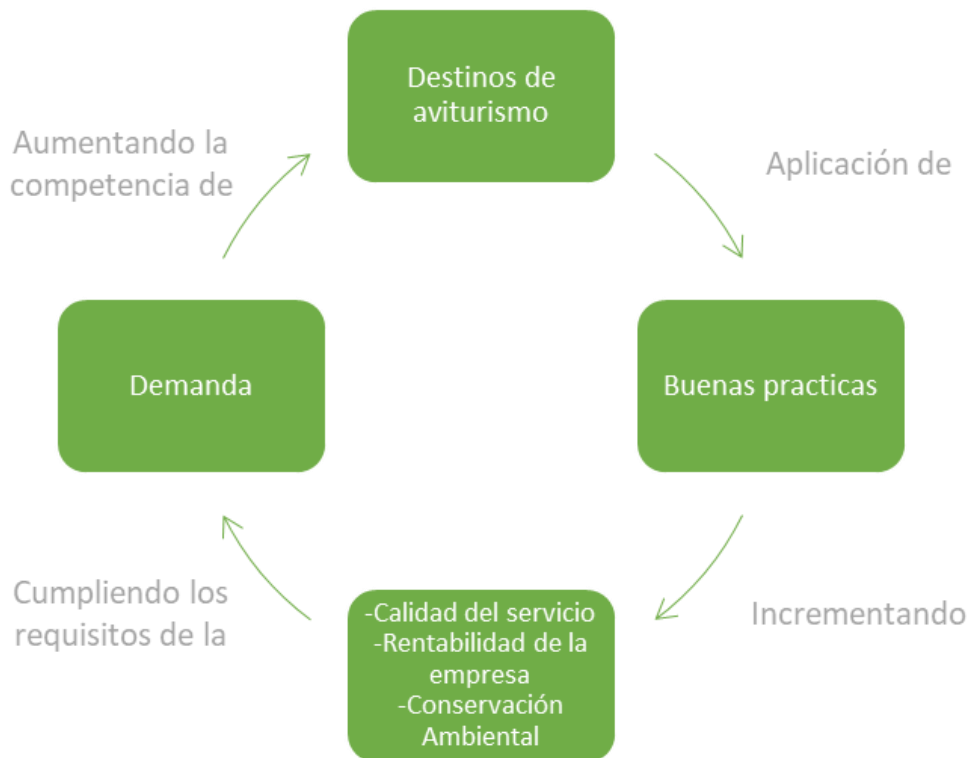 Destinos de
aviturismo
Aplicación de
Buenas practicas
Incrementando
-Calidad del servicio
-Rentabilidad de la
empresa
-Conservación
Ambiental
Cumpliendo los
requisitos de la
Demanda
Aumentando la
competencia de